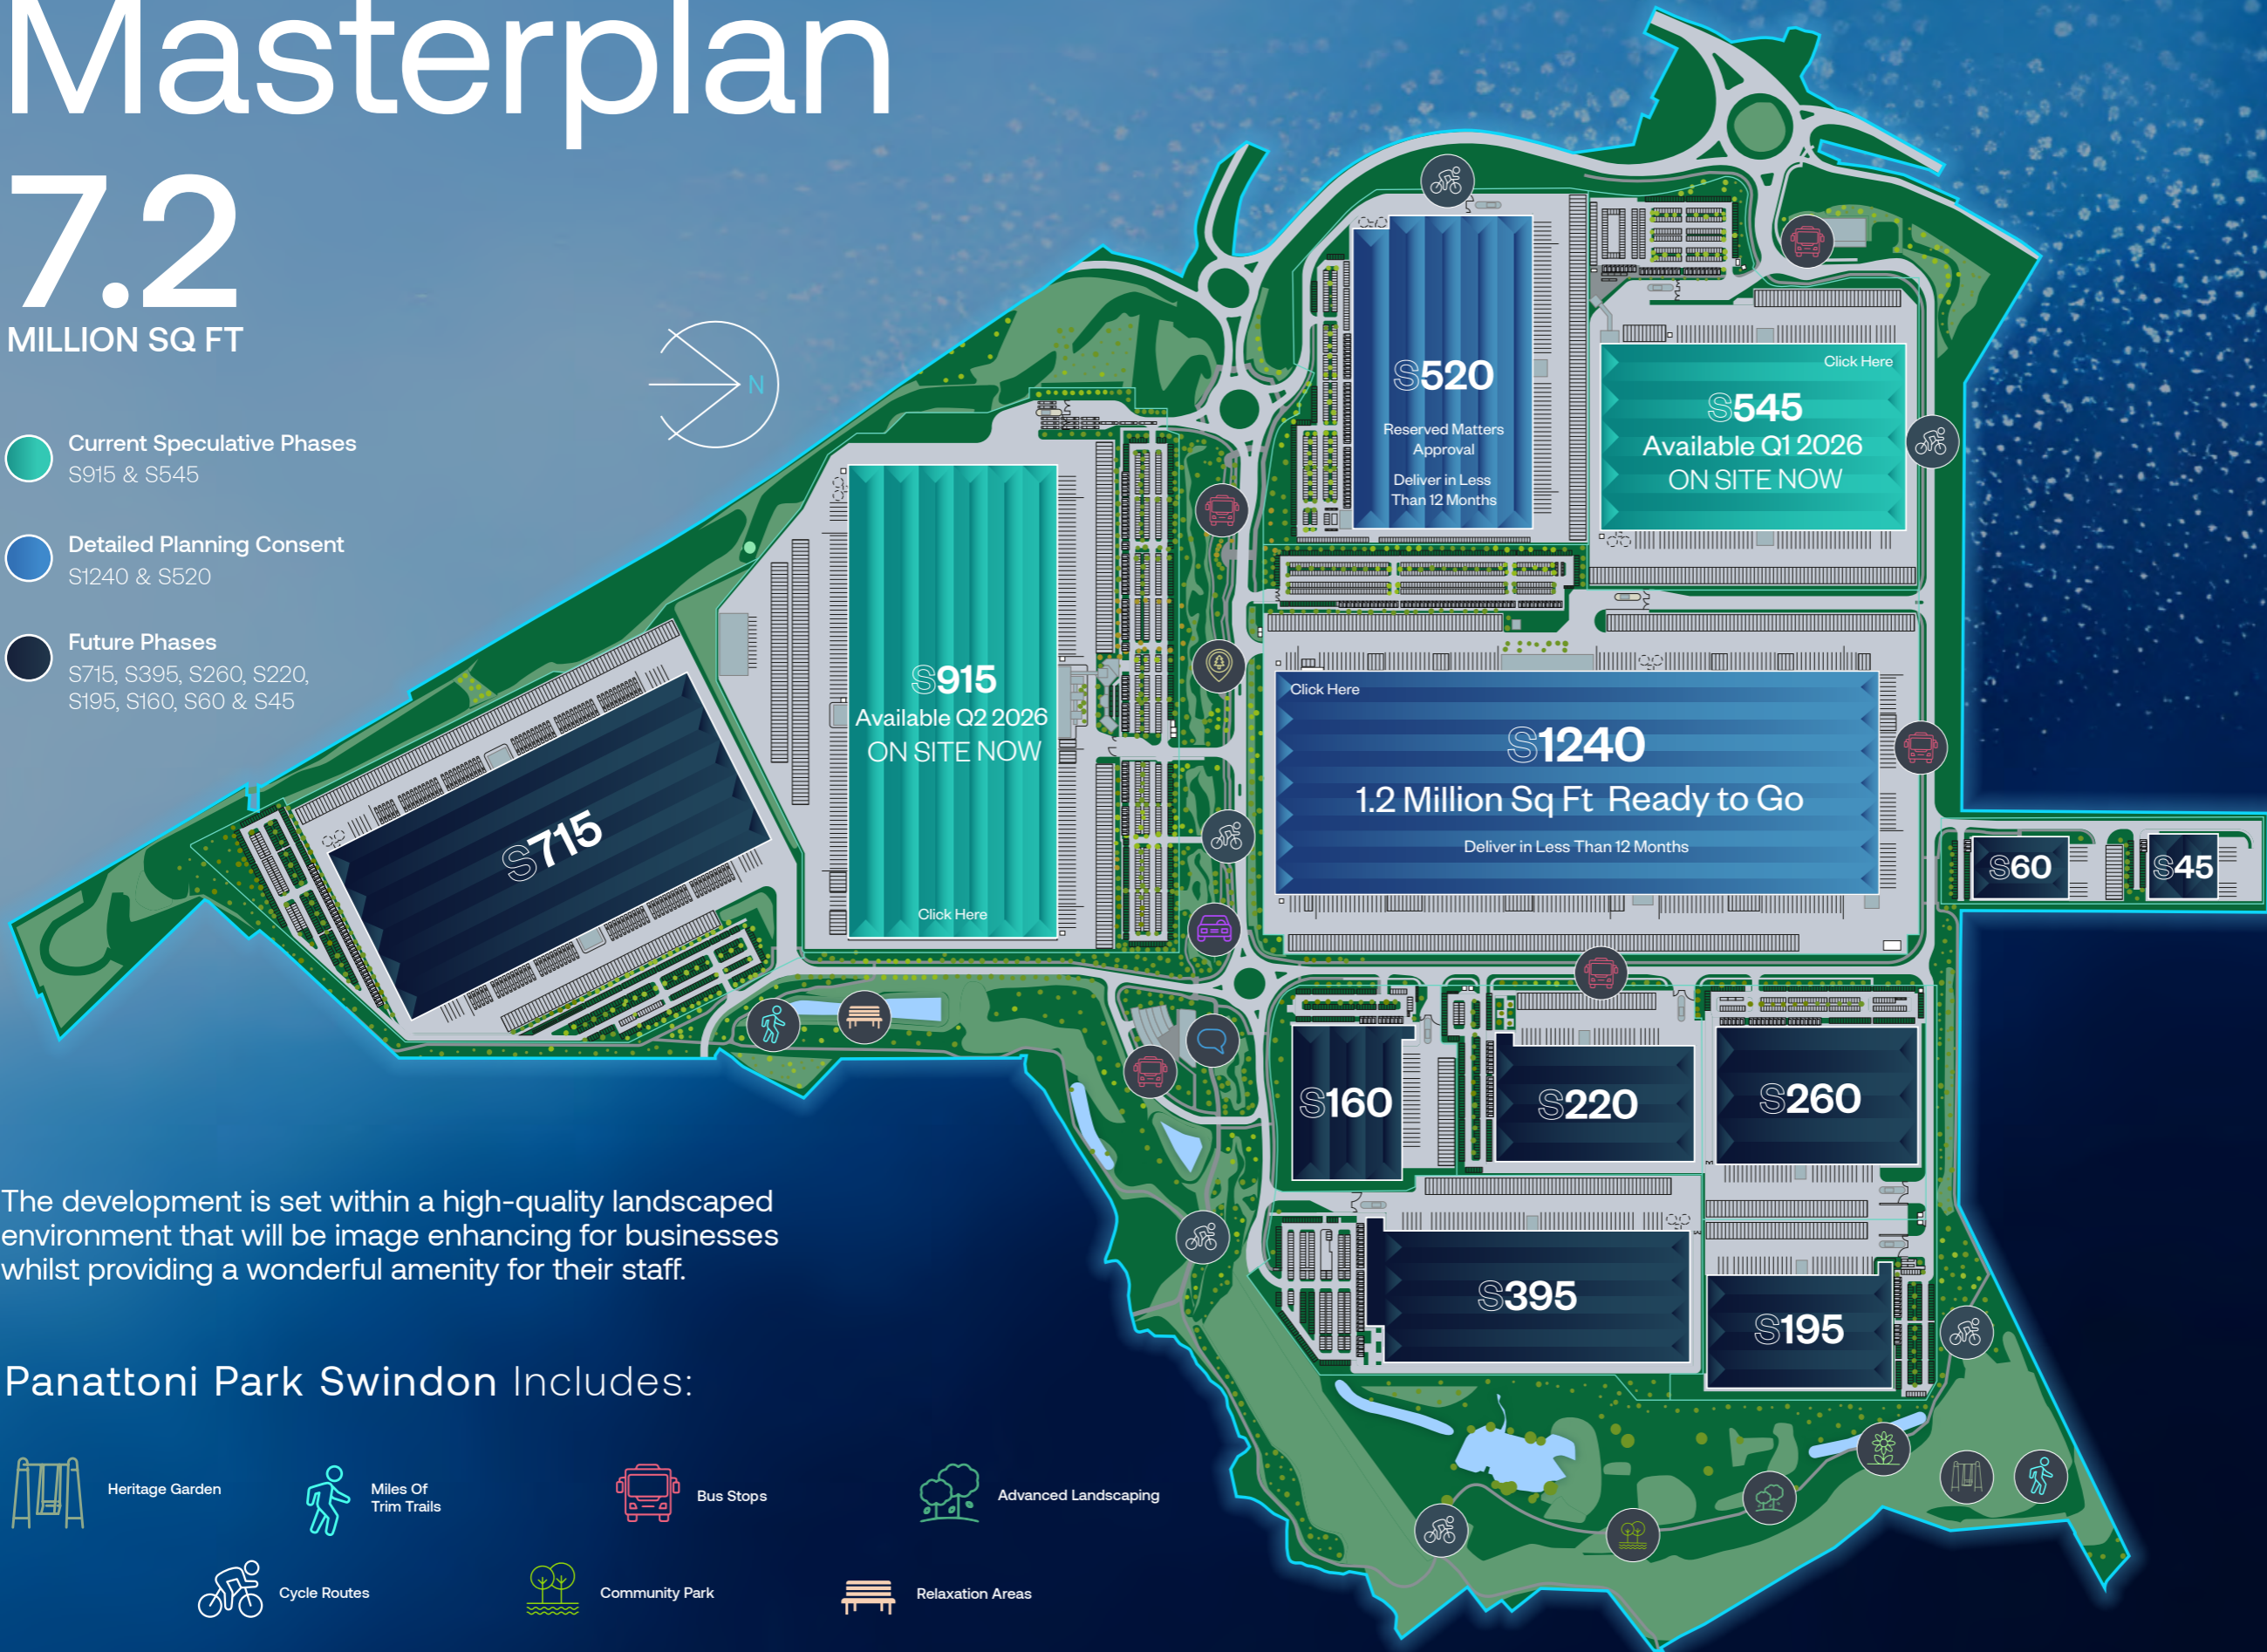 Masterplan
7.2
MILLION SQ FT
Current Speculative Phases
S915 & S545
Detailed Planning Consent
S1240 & S520
Future Phases
S715, S395, S260, S220,
S195, S160, S60 & S45
N
S520
Reserved Matters
Approval
Deliver in Less
Than 12 Months
Click Here
S545
Available Q1 2026
ON SITE NOW
S915
Available Q2 2026
ON SITE NOW
Click Here
Click Here
S1240
1.2 Million Sq Ft Ready to Go
Deliver in Less Than 12 Months
S715
S60
S45
S160
S220
S260
S395
S195
The development is set within a high-quality landscaped
environment that will be image enhancing for businesses
whilst providing a wonderful amenity for their staff.
Panattoni Park Swindon Includes:
Heritage Garden
Miles Of
Trim Trails
Bus Stops
Advanced Landscaping
Cycle Routes
Community Park
Relaxation Areas